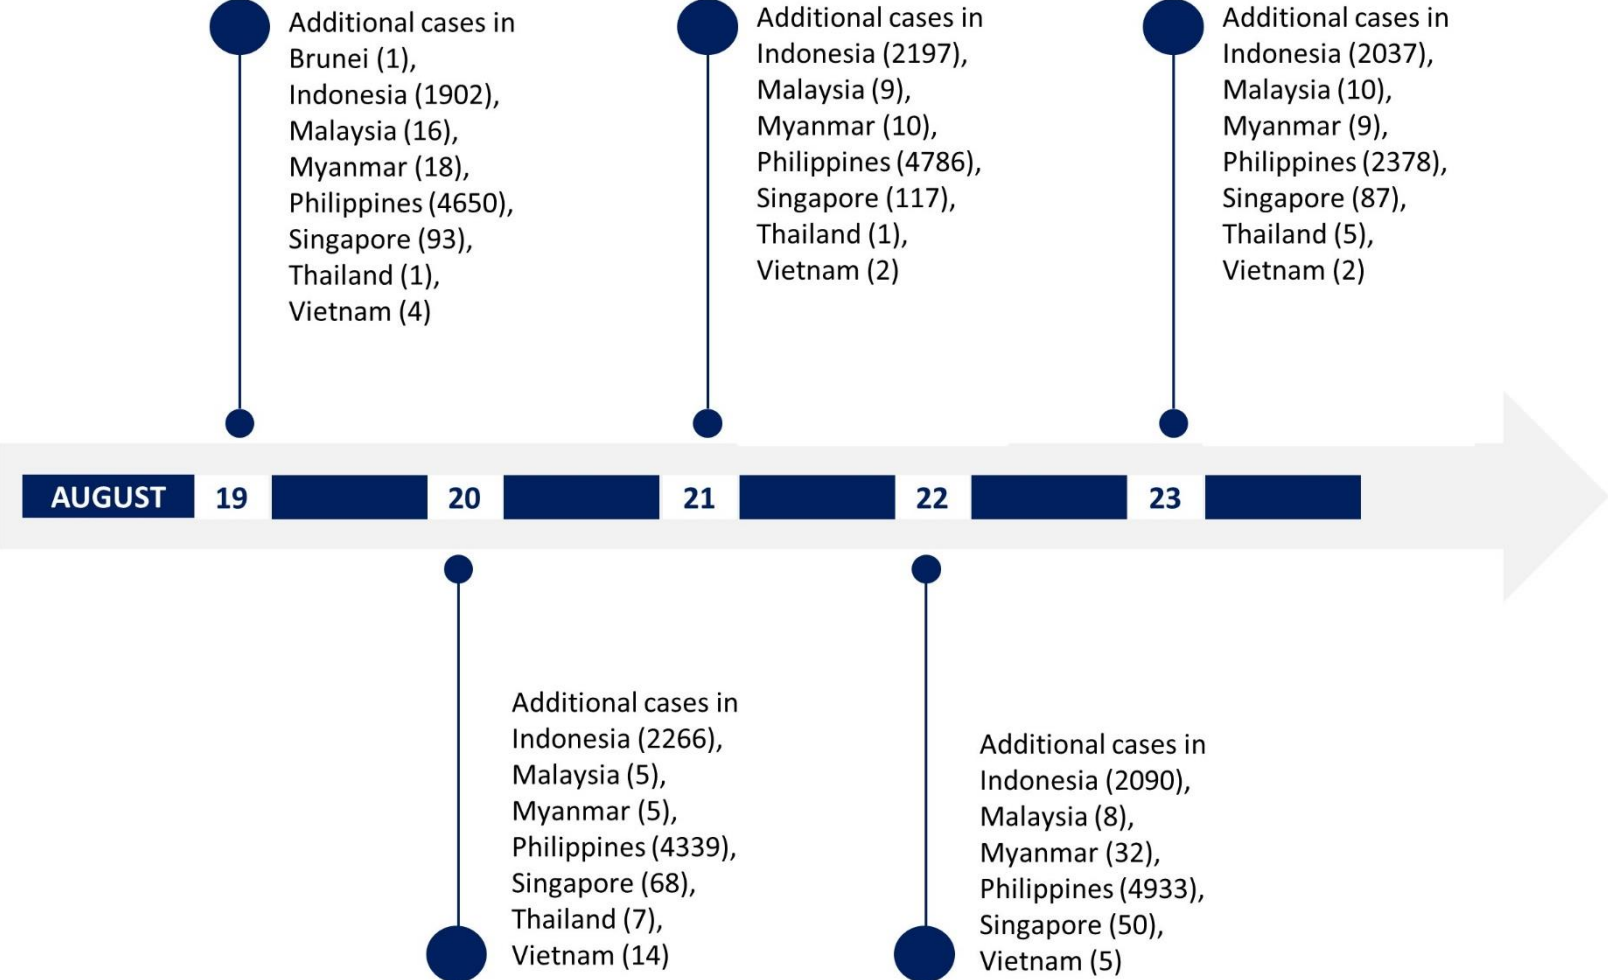 Additional cases in
Brunei (1),
Indonesia (1902),
Malaysia (16),
Myanmar (18),
Philippines (4650),
Singapore (93),
Thailand (1),
Vietnam (4)
Additional cases in
Indonesia (2197),
Malaysia (9),
Myanmar (10),
Philippines (4786),
Singapore (117),
Thailand (1),
Vietnam (2)
Additional cases in
Indonesia (2037),
Malaysia (10),
Myanmar (9),
Philippines (2378),
Singapore (87),
Thailand (5),
Vietnam (2)
AUGUST 19 20 21 22 23
Additional cases in
Indonesia (2266),
Malaysia (5),
Myanmar (5),
Philippines (4339),
Singapore (68),
Thailand (7),
Vietnam (14)
Additional cases in
Indonesia (2090),
Malaysia (8),
Myanmar (32),
Philippines (4933),
Singapore (50),
Vietnam (5)